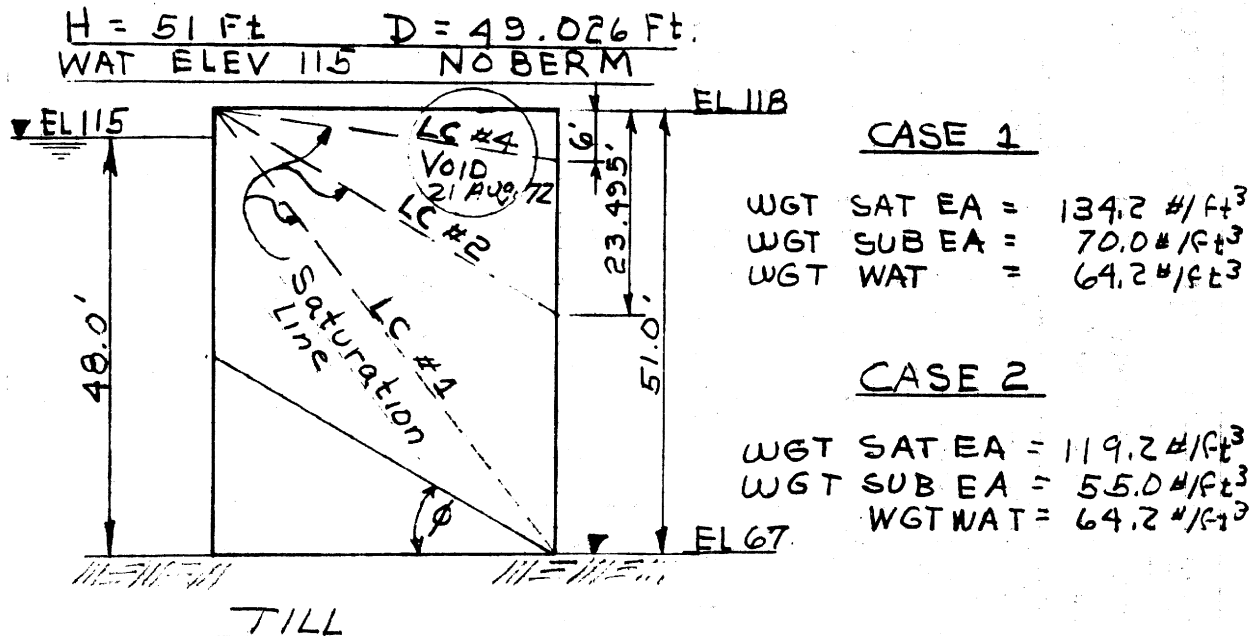 H = 51 Ft D = 49.026 Ft.
WAT ELEV 115 NO BERM
EL 118
EL 115
LC #4
VOID
21 AUG 72
6'
23.495'
LC #2
Saturation
Line
LC #1
48.0'
51.0'
φ
EL 67
TILL
CASE 1
WGT SAT EA = 134.2 #/ft³
WGT SUB EA = 70.0 #/ft³
WGT WAT = 64.2 #/ft³
CASE 2
WGT SAT EA = 119.2 #/ft³
WGT SUB EA = 55.0 #/ft³
WGT WAT = 64.2 #/ft³